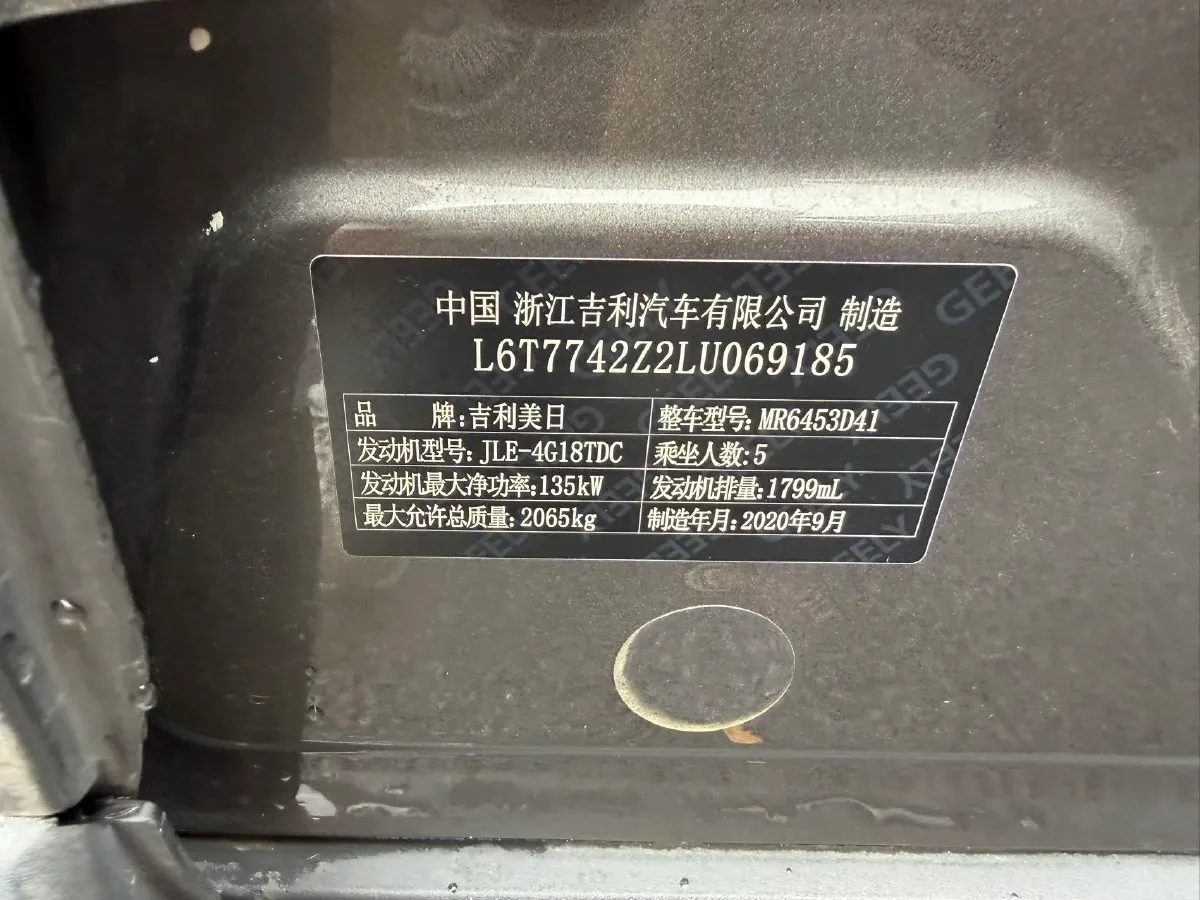 中国 浙江吉利汽车有限公司 制造
L6T7742Z2LU069185
品 牌:吉利美日 整车型号:MR6453D41
发动机型号:JLE-4G18TDC 乘坐人数:5
发动机最大净功率:135kW 发动机排量:1799mL
最大允许总质量:2065kg 制造年月:2020年9月
GEELY